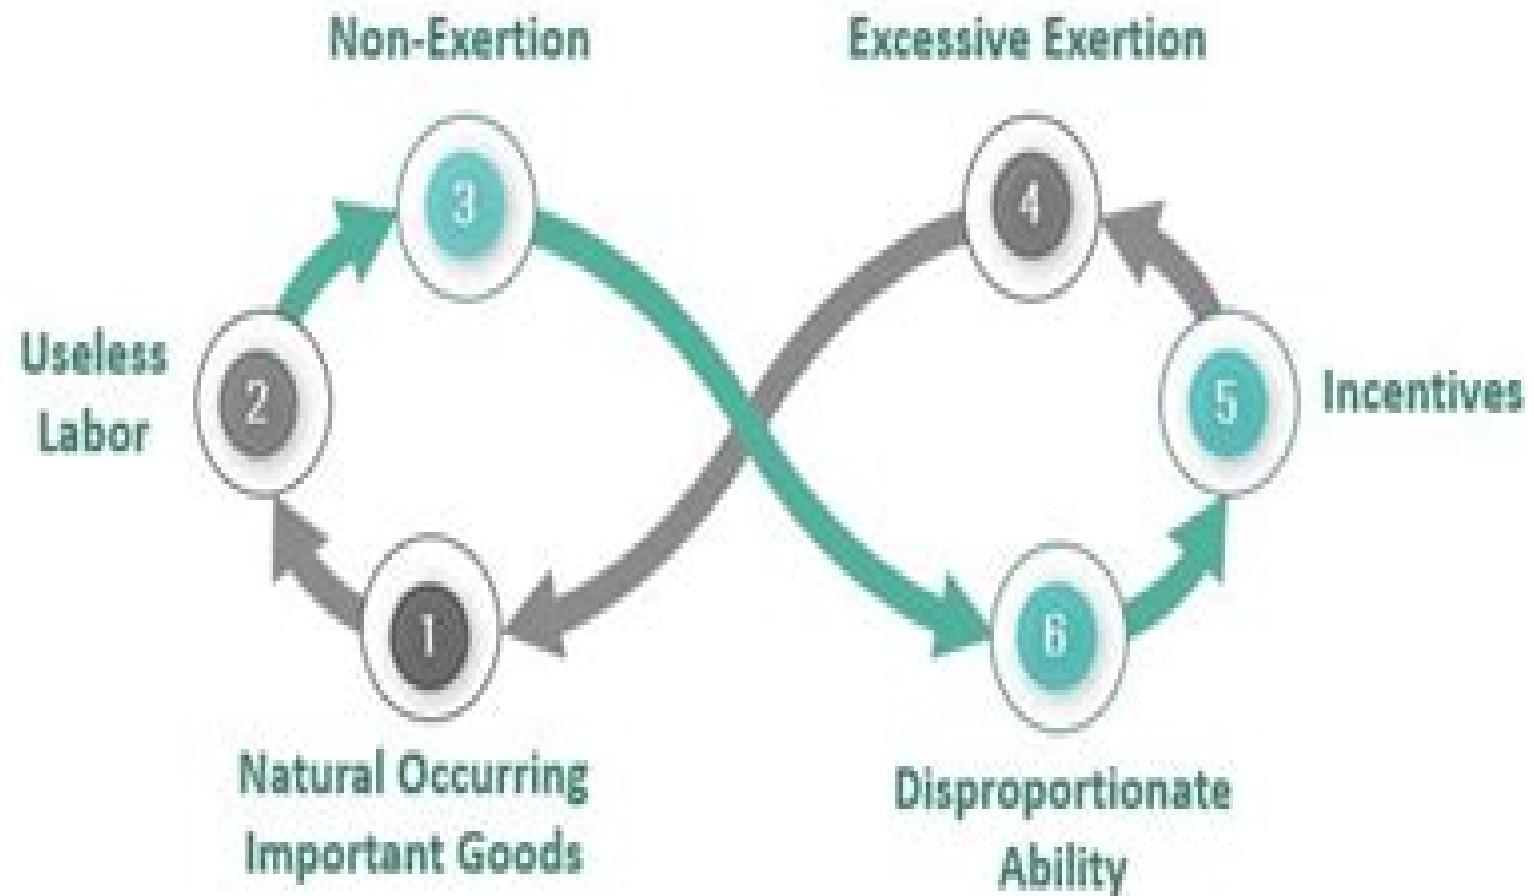 Non-Exertion
Excessive Exertion
3
4
Useless
Labor
2
5
Incentives
1
6
Natural Occurring
Important Goods
Disproportionate
Ability